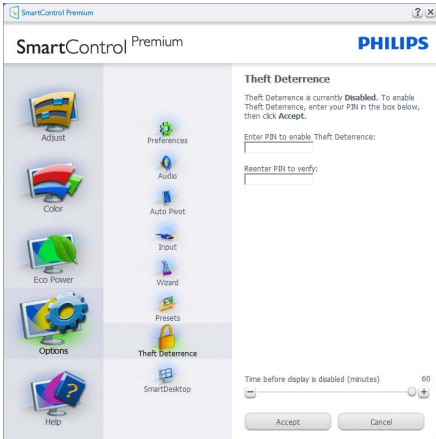 SmartControl Premium
SmartControl Premium
PHILIPS
Adjust
Color
Eco Power
Options
Help
Preferences
Audio
Auto Pivot
Input
Wizard
Presets
Theft Deterrence
SmartDesktop
Theft Deterrence
Theft Deterrence is currently Disabled. To enable
Theft Deterrence, enter your PIN in the box below,
then click Accept.
Enter PIN to enable Theft Deterrence:
Reenter PIN to verify:
Time before display is disabled (minutes) 60
Accept Cancel